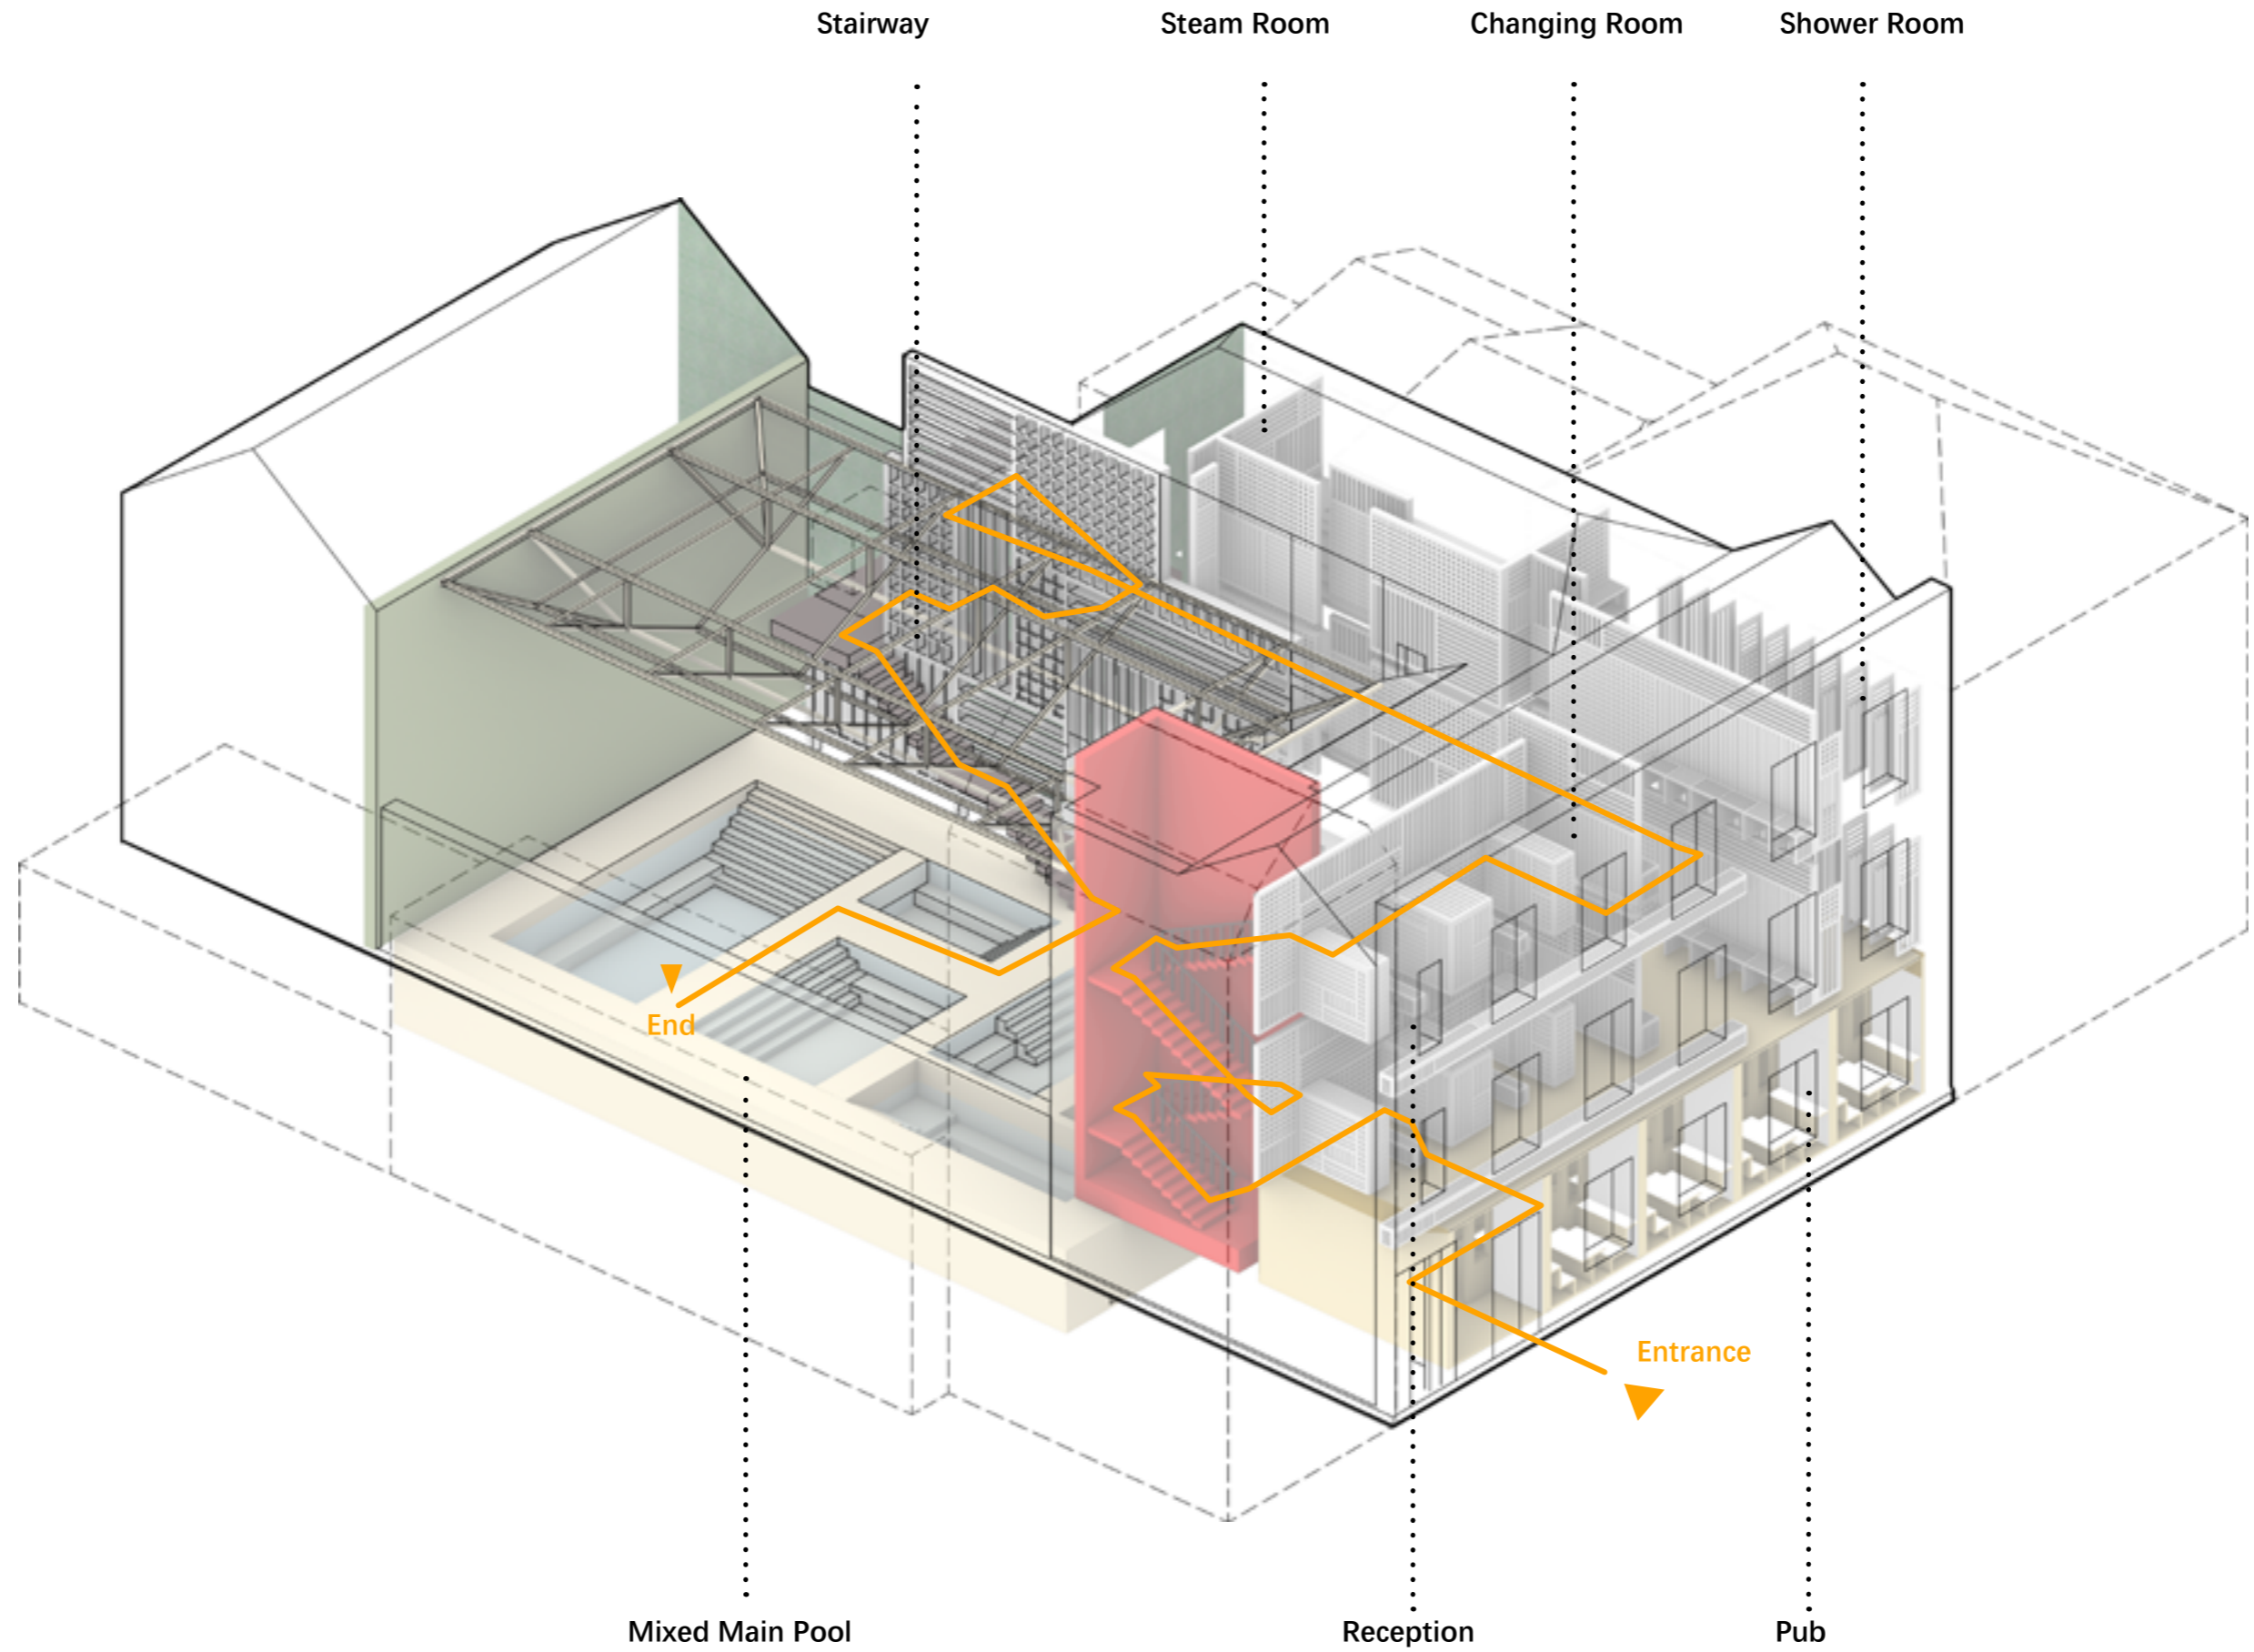 Stairway
Steam Room
Changing Room
Shower Room
End
Entrance
Mixed Main Pool
Reception
Pub